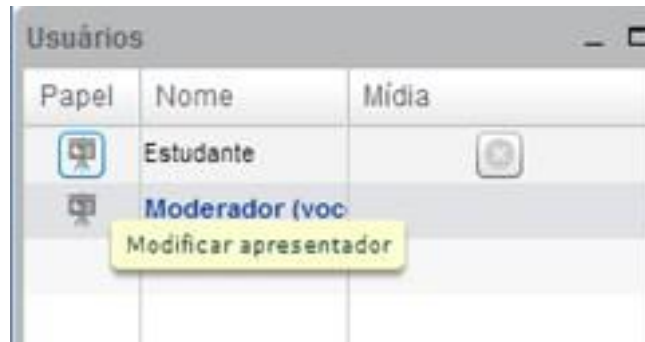 Usuários
Papel Nome Mídia
Estudante
Moderador (voc
Modificar apresentador